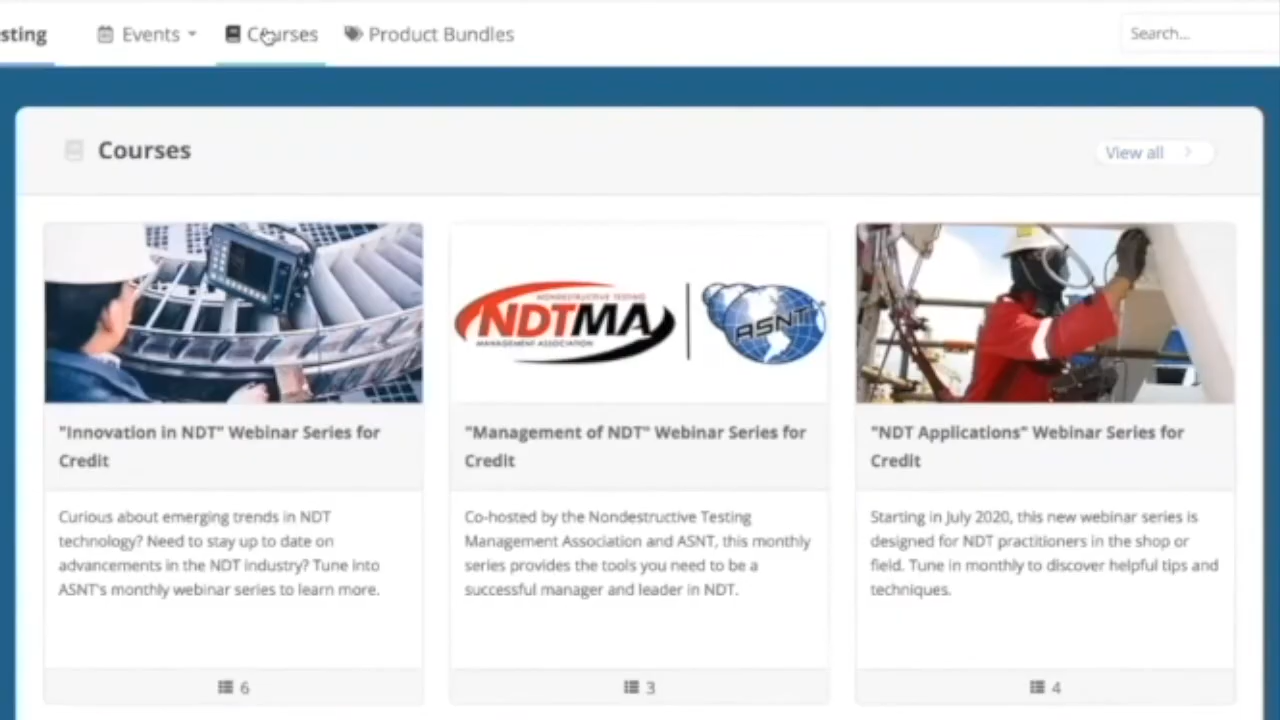 sting
Events
Courses
Product Bundles
Search...
Courses
View all
NONDESTRUCTIVE TESTING
NDTMA
MANAGEMENT ASSOCIATION
ASNT
"Innovation in NDT" Webinar Series for
Credit
"Management of NDT" Webinar Series for
Credit
"NDT Applications" Webinar Series for
Credit
Curious about emerging trends in NDT
technology? Need to stay up to date on
advancements in the NDT industry? Tune into
ASNT's monthly webinar series to learn more.
Co-hosted by the Nondestructive Testing
Management Association and ASNT, this monthly
series provides the tools you need to be a
successful manager and leader in NDT.
Starting in July 2020, this new webinar series is
designed for NDT practitioners in the shop or
field. Tune in monthly to discover helpful tips and
techniques.
6
3
4